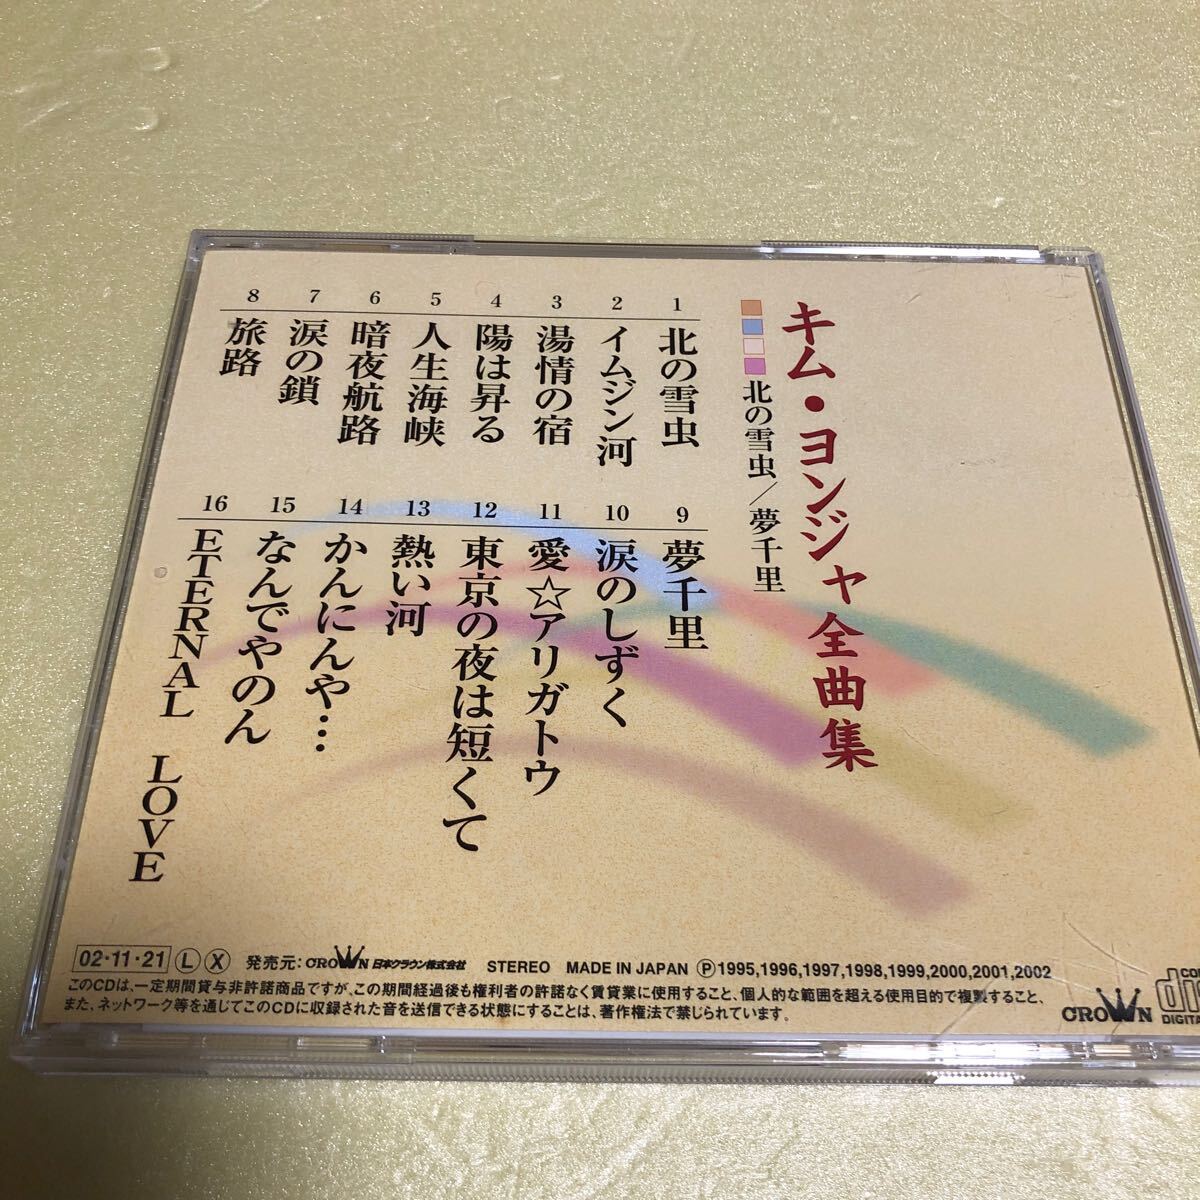 キム・ヨンジャ全曲集
北の雪虫／夢千里
1 北の雪虫
2 イムジン河
3 湯情の宿
4 陽は昇る
5 人生海峡
6 暗夜航路
7 涙の鎖
8 旅路
9 夢千里
10 涙のしずく
11 愛☆アリガトウ
12 東京の夜は短くて
13 熱い河
14 かんにんや…
15 なんでやのん
16 ETERNAL LOVE
02・11・21 Ⓛ Ⓧ 発売元：CROWN 日本クラウン株式会社 STEREO MADE IN JAPAN Ⓟ1995,1996,1997,1998,1999,2000,2001,2002
このCDは、一定期間貸与非許諾商品ですが、この期間経過後も権利者の許諾なく賃貸業に使用すること、個人的な範囲を超える使用目的で複製すること、
また、ネットワーク等を通じてこのCDに収録された音を送信できる状態にすることは、著作権法で禁じられています。
CROWN